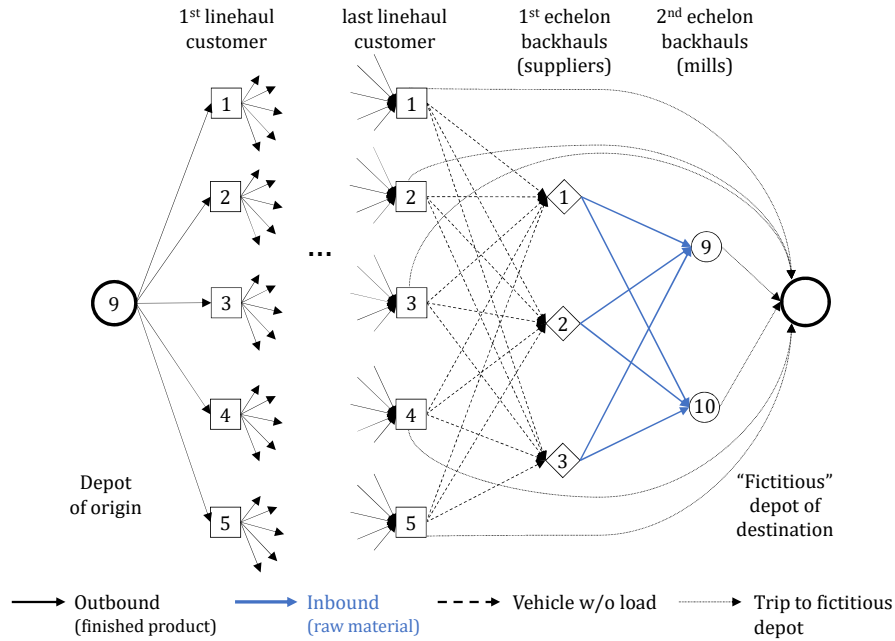 1st linehaul
customer
last linehaul
customer
1st echelon
backhauls
(suppliers)
2nd echelon
backhauls
(mills)
1
1
2
2
1
9
...
9
3
3
2
4
4
10
3
5
5
Depot
of origin
“Fictitious”
depot of
destination
Outbound
(finished product)
Inbound
(raw material)
Vehicle w/o load
Trip to fictitious
depot